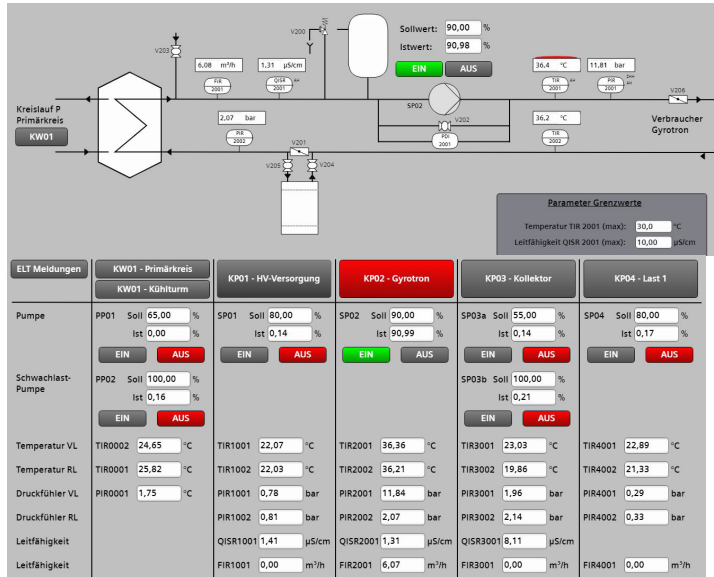 Sollwert: 90,00 %
Istwert: 90,98 %
EIN AUS
V200
V203
6,08 m³/h 1,31 µS/cm
FIR 2001
QISR 2001 AH
36,4 °C 11,81 bar
TIR 2001 AH
PIR 2001
V206
SP02
Kreislauf P
Primärkreis
KW01
2,07 bar
PIR 2002
V202
PDI 2001
36,2 °C
TIR 2002
Verbraucher
Gyrotron
V201
V205 V204
Parameter Grenzwerte
Temperatur TIR 2001 (max): 30,0 °C
Leitfähigkeit QISR 2001 (max): 10,00 µS/cm
ELT Meldungen KW01 - Primärkreis KP01 - HV-Versorgung KP02 - Gyrotron KP03 - Kollektor KP04 - Last 1
KW01 - Kühlturm
Pumpe PP01 Soll 65,00 % SP01 Soll 80,00 % SP02 Soll 90,00 % SP03a Soll 55,00 % SP04 Soll 80,00 %
Ist 0,00 % Ist 0,14 % Ist 90,99 % Ist 0,14 % Ist 0,17 %
EIN AUS EIN AUS EIN AUS EIN AUS EIN AUS
Schwachlast-
Pumpe PP02 Soll 100,00 % SP03b Soll 100,00 %
Ist 0,16 % Ist 0,21 %
EIN AUS EIN AUS
Temperatur VL TIR0002 24,65 °C TIR1001 22,07 °C TIR2001 36,36 °C TIR3001 23,03 °C TIR4001 22,89 °C
Temperatur RL TIR0001 25,82 °C TIR1002 22,03 °C TIR2002 36,21 °C TIR3002 19,86 °C TIR4002 21,33 °C
Druckfühler VL PIR0001 1,75 °C PIR1001 0,78 bar PIR2001 11,84 bar PIR3001 1,96 bar PIR4001 0,29 bar
Druckfühler RL PIR1002 0,81 bar PIR2002 2,07 bar PIR3002 2,14 bar PIR4002 0,33 bar
Leitfähigkeit QISR1001 1,41 µS/cm QISR2001 1,31 µS/cm QISR3001 8,11 µS/cm
Leitfähigkeit FIR1001 0,00 m³/h FIR2001 6,07 m³/h FIR3001 0,00 m³/h FIR4001 0,00 m³/h